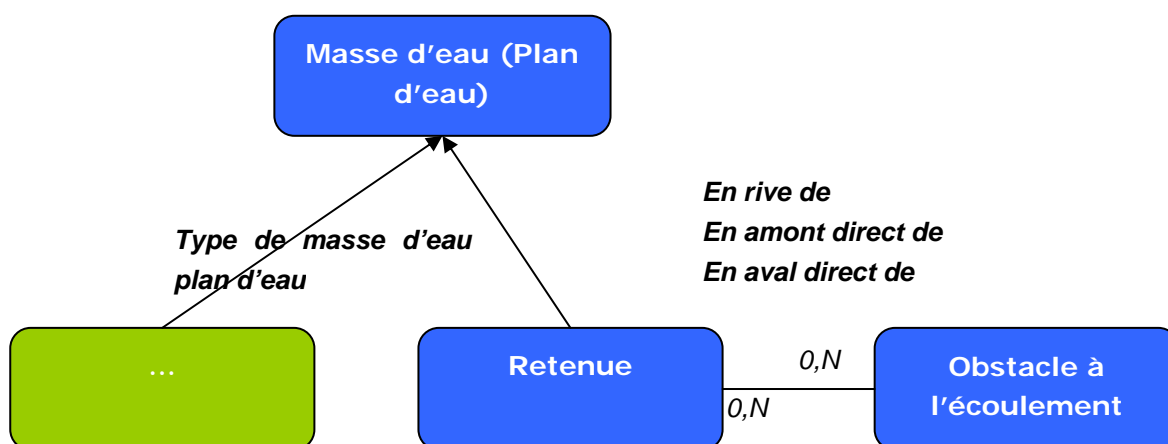 Masse d'eau (Plan
d'eau)
En rive de
En amont direct de
En aval direct de
Type de masse d'eau
plan d'eau
...
Retenue
0,N
0,N
Obstacle à
l'écoulement